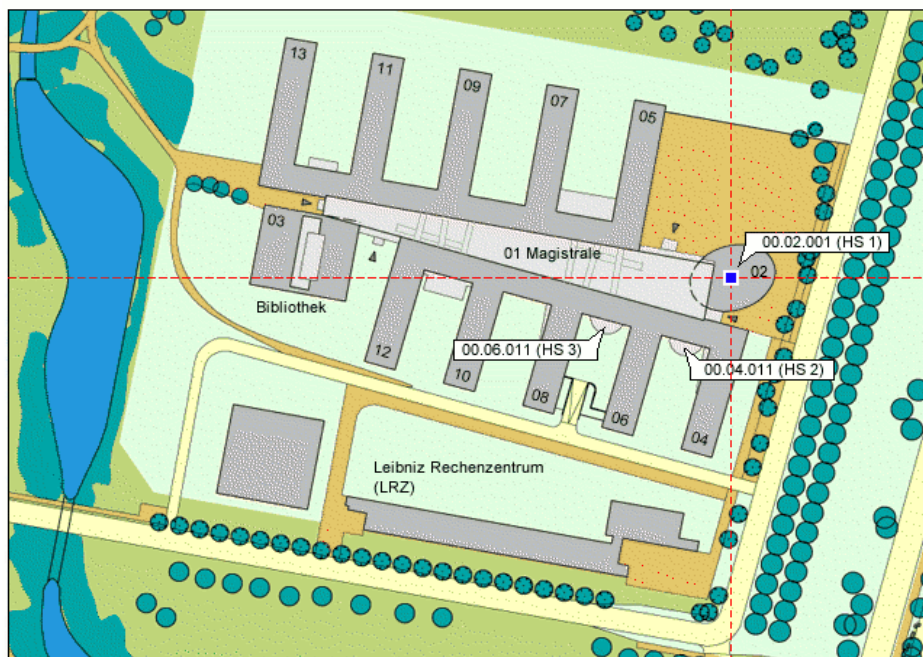 13
11
09
07
05
03
01 Magistrale
00.02.001 (HS 1)
02
Bibliothek
12
10
08
06
04
00.06.011 (HS 3)
00.04.011 (HS 2)
Leibniz Rechenzentrum
(LRZ)